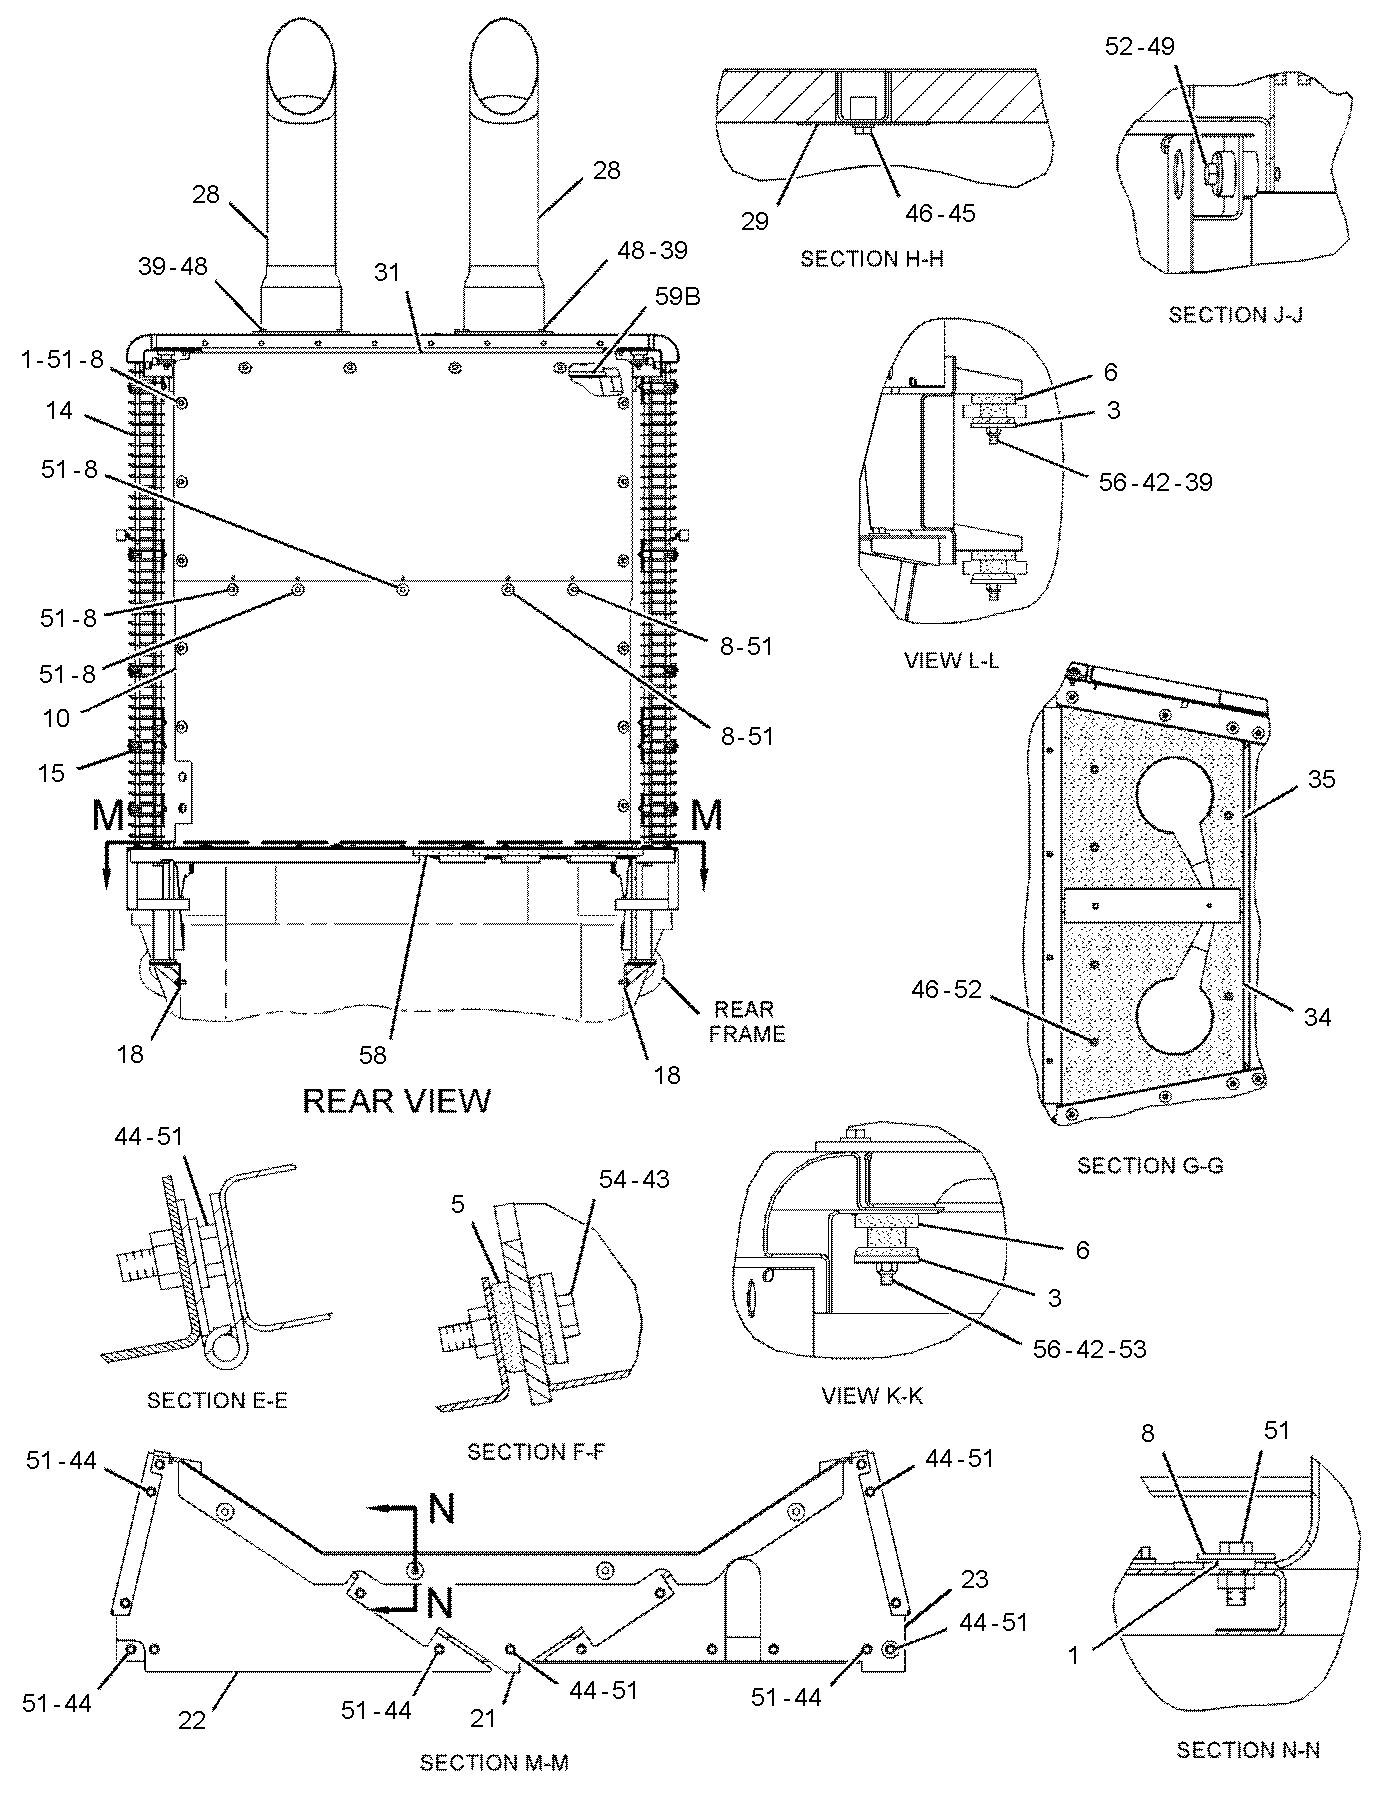 52-49
28
28
29
46-45
SECTION H-H
39-48
31
48-39
59B
SECTION J-J
1-51-8
14
6
3
51-8
56-42-39
51-8
8-51
51-8
VIEW L-L
10
8-51
15
35
M
M
46-52
34
REAR
FRAME
18
58
18
REAR VIEW
44-51
SECTION G-G
5
54-43
6
3
56-42-53
SECTION E-E
VIEW K-K
SECTION F-F
51-44
44-51
8
51
N
N
23
44-51
1
51-44
22
51-44
21
44-51
51-44
SECTION M-M
SECTION N-N